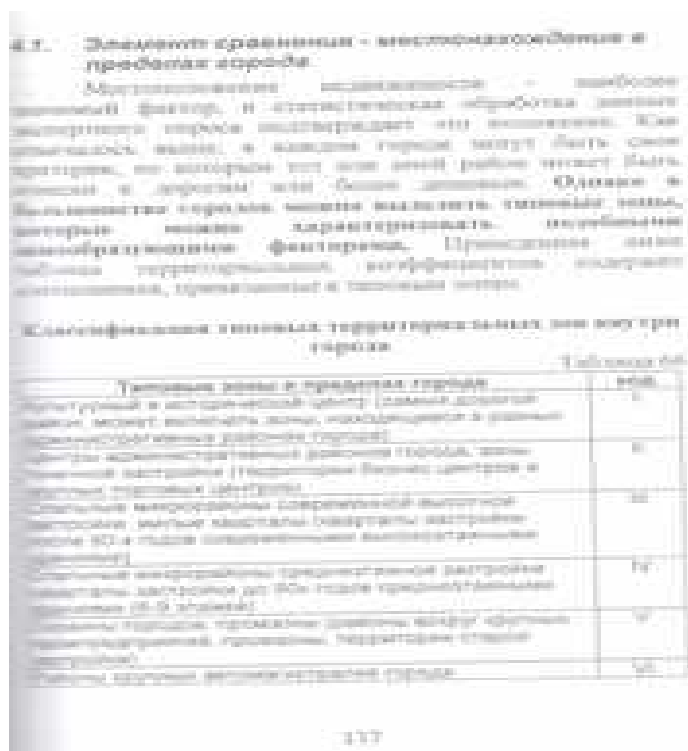 4.1. Элемент сравнения - местонахождение в
пределах города
Местоположение недвижимости - наиболее
значимый фактор, и статистическая обработка данных
экспертного опроса подтверждает это положение. Как
отмечалось выше, в каждом городе могут быть свои
критерии, по которым тот или иной район может быть
отнесен к дорогим или более дешевым. Однако в
большинстве городов можно выделить типовые зоны,
которые можно характеризовать подобными
ценообразующими факторами. Приведенные ниже
таблицы территориальных коэффициентов содержат
привязанные к типовым зонам.
Классификация типовых территориальных зон внутри
города
Таблица
Типовые зоны в пределах города
код
Культурный и исторический центр (самый дорогой
район, может включать зоны, находящиеся в разных
административных районах города)
I
Центры административных районов города, зоны
точечной застройки (территории бизнес центров и
крупных торговых центров)
II
Спальные микрорайоны современной высотной
застройки, жилые кварталы (кварталы застройки
после 90-х годов современными высокоэтажными
зданиями)
III
Спальные микрорайоны среднеэтажной застройки
(кварталы застройки до 90х годов среднеэтажными
зданиями (6-9 этажей)
IV
Окраины городов, промзоны (районы вокруг крупных
промпредприятий, промзоны, территории старой
застройки)
V
Районы крупных автомагистралей города
VI
137